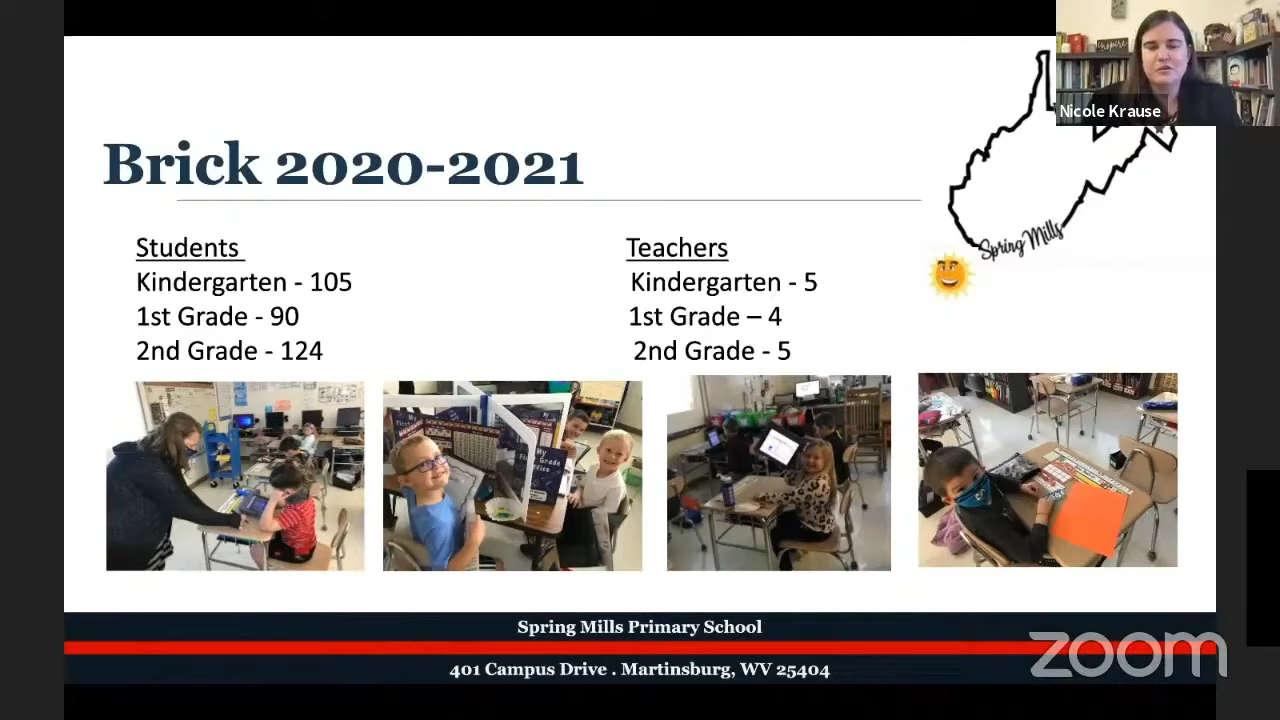 Nicole Krause
Brick 2020-2021
Spring Mills
Students
Kindergarten - 105
1st Grade - 90
2nd Grade - 124
Teachers
Kindergarten - 5
1st Grade – 4
2nd Grade - 5
Spring Mills Primary School
401 Campus Drive . Martinsburg, WV 25404
zoom